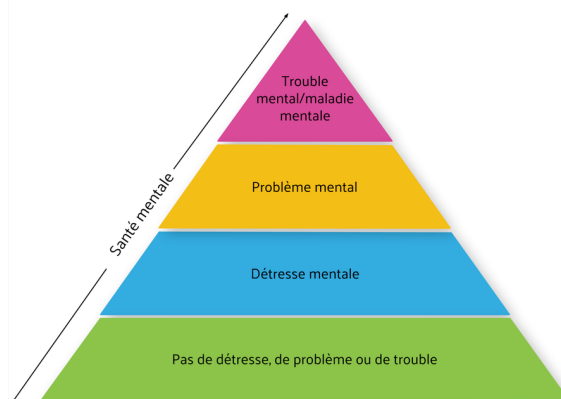 Trouble
mental/maladie
mentale
Problème mental
Santé mentale
Détresse mentale
Pas de détresse, de problème ou de trouble